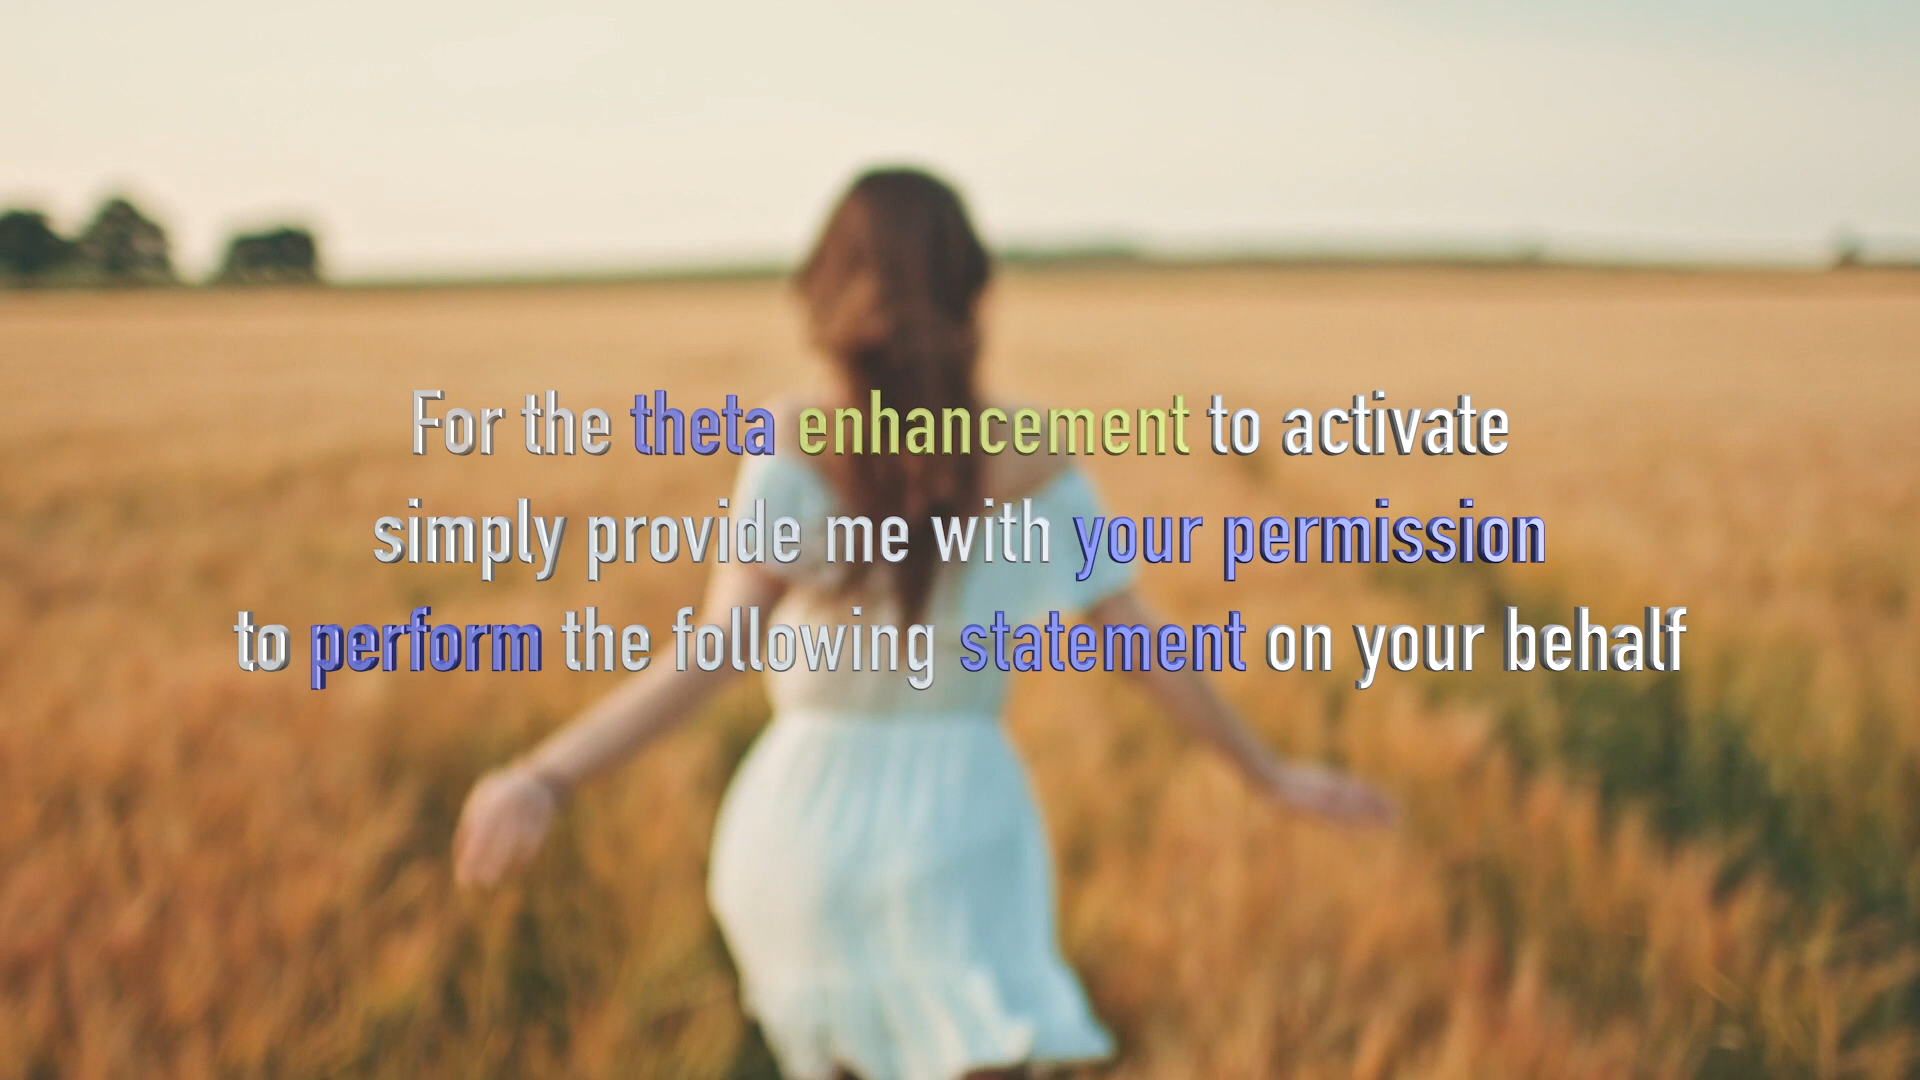 For the theta enhancement to activate
simply provide me with your permission
to perform the following statement on your behalf